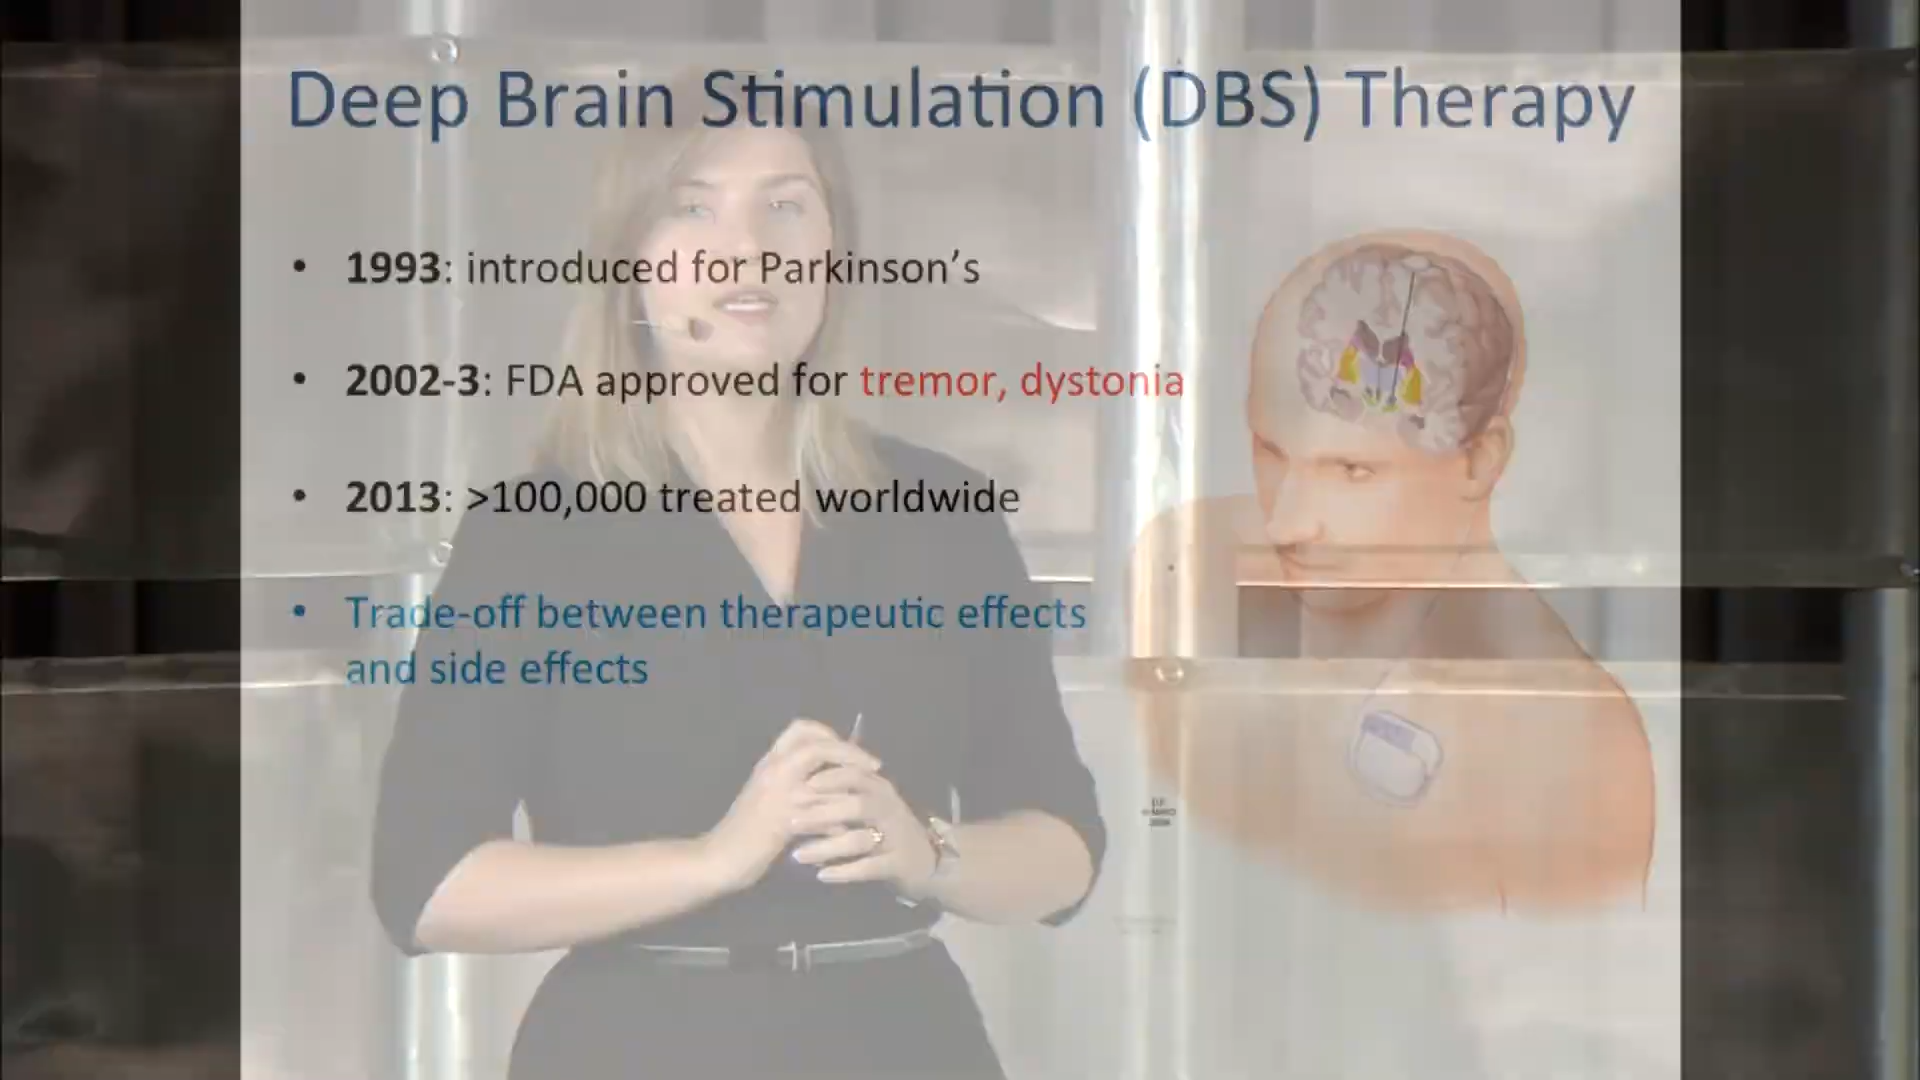 Deep Brain Stimulation (DBS) Therapy
• 1993: introduced for Parkinson's
• 2002-3: FDA approved for tremor, dystonia
• 2013: >100,000 treated worldwide
• Trade-off between therapeutic effects
and side effects